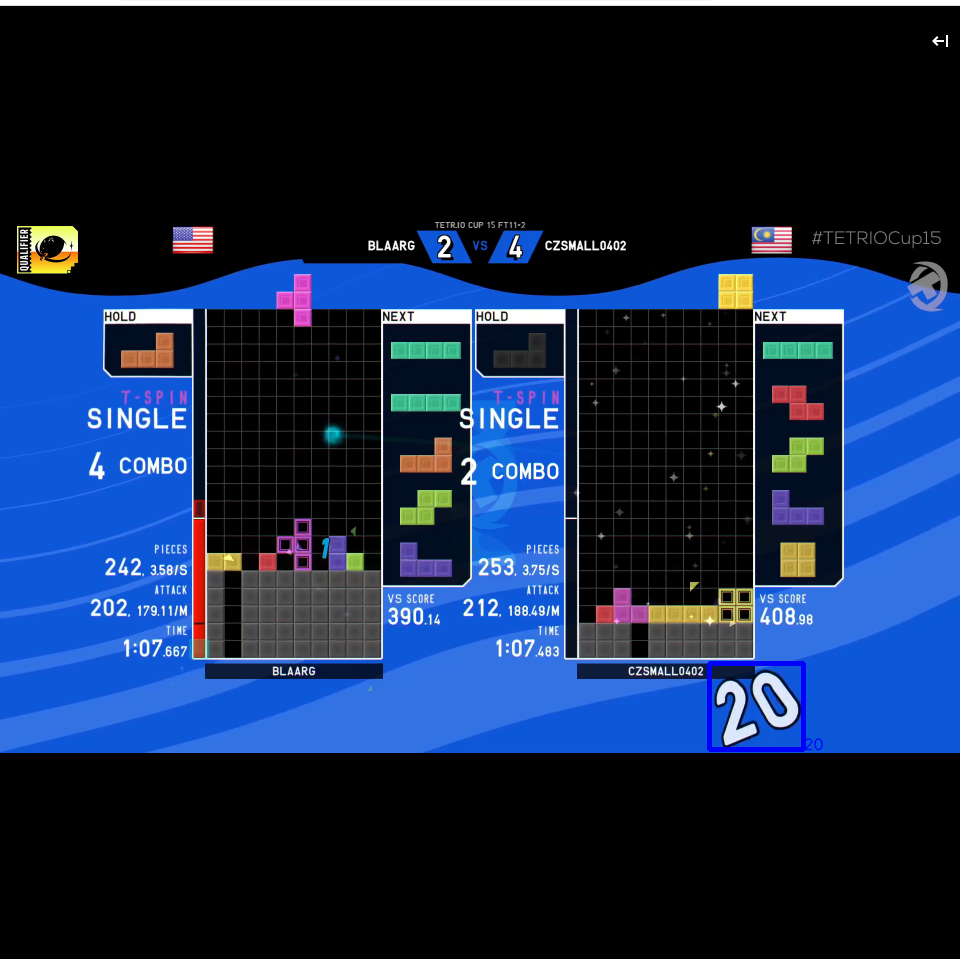 TETR.IO CUP 15 FT11•2
QUALIFIER
BLAARG 2 VS 4 CZSMALL0402
#TETRIOCup15
HOLD
NEXT
HOLD
NEXT
T-SPIN
SINGLE
4 COMBO
T-SPIN
SINGLE
2 COMBO
1
PIECES
242, 3.58/S
ATTACK
202, 179.11/M
TIME
1:07.667
VS SCORE
390.14
PIECES
253, 3.75/S
ATTACK
212, 188.49/M
TIME
1:07.483
VS SCORE
408.98
BLAARG
CZSMALL0402
20
20